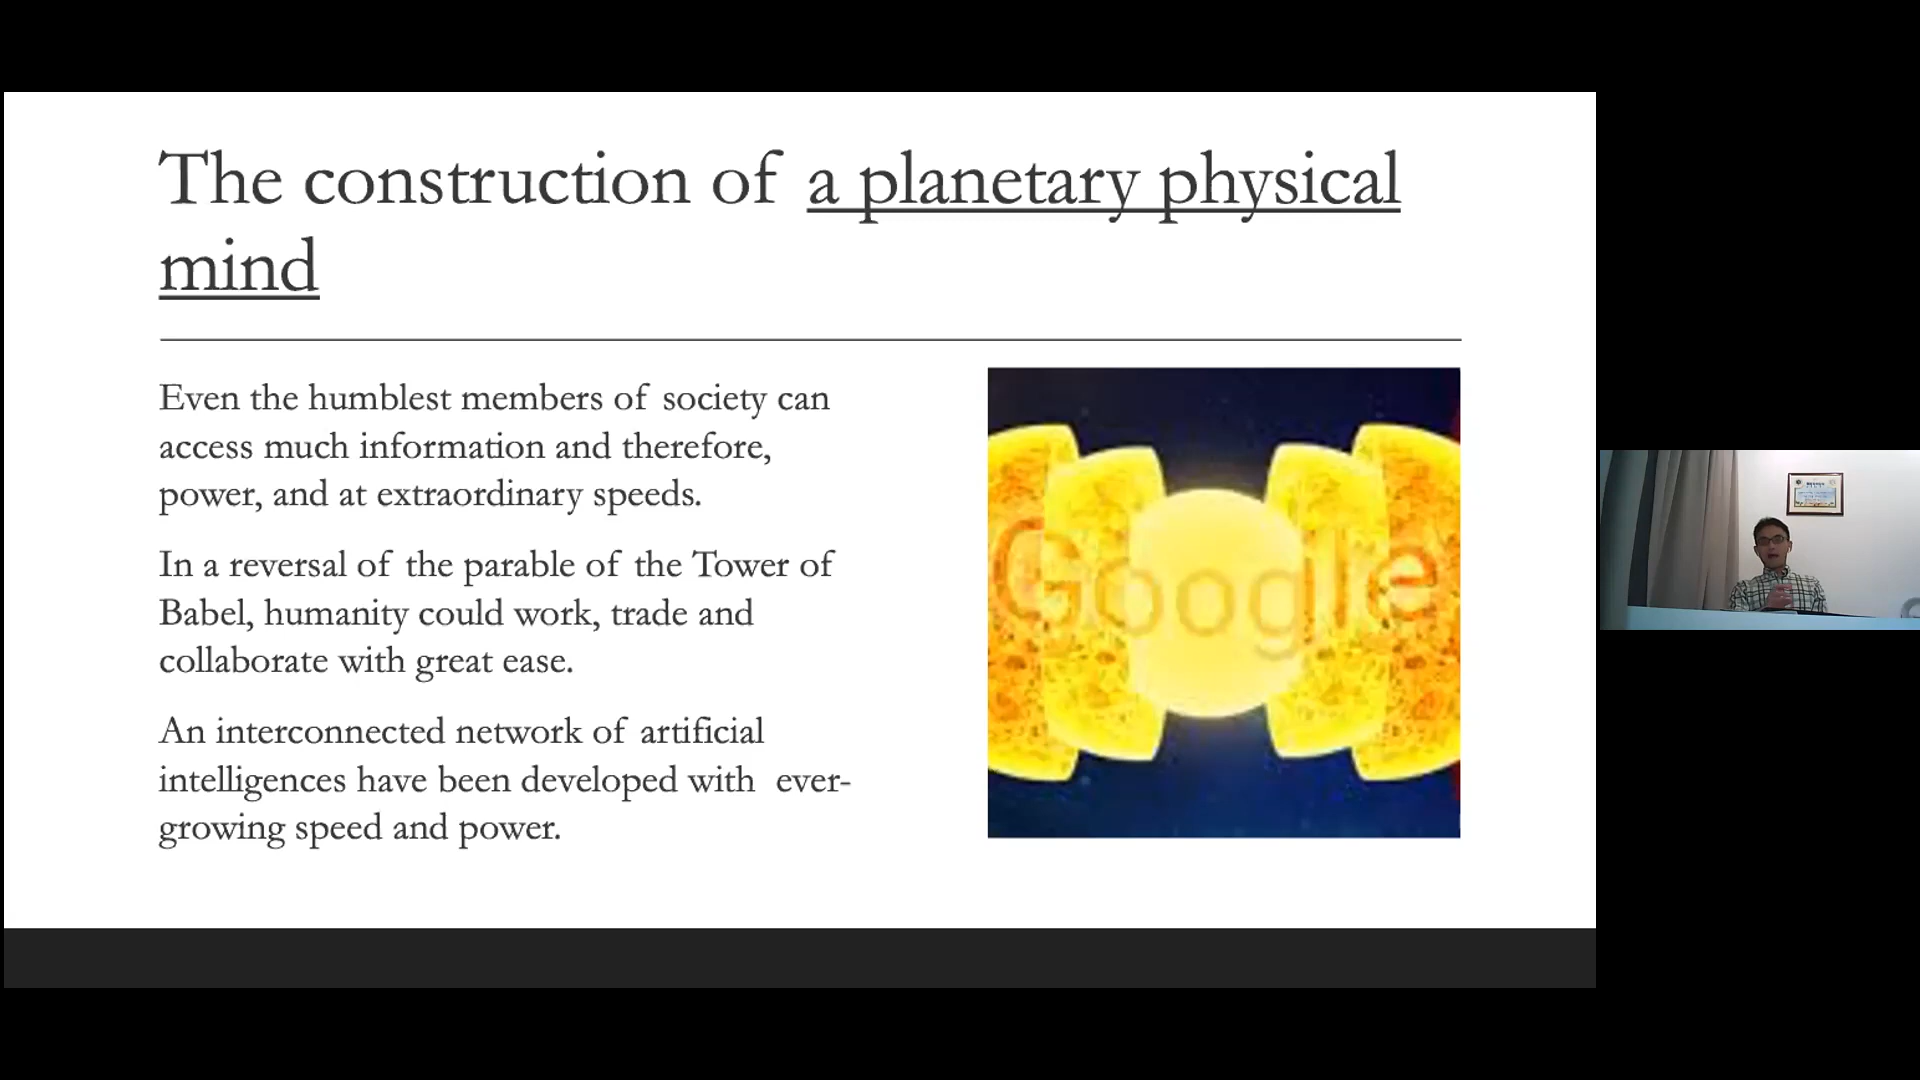 The construction of a planetary physical
mind
Even the humblest members of society can
access much information and therefore,
power, and at extraordinary speeds.
In a reversal of the parable of the Tower of
Babel, humanity could work, trade and
collaborate with great ease.
An interconnected network of artificial
intelligences have been developed with ever-
growing speed and power.
Google